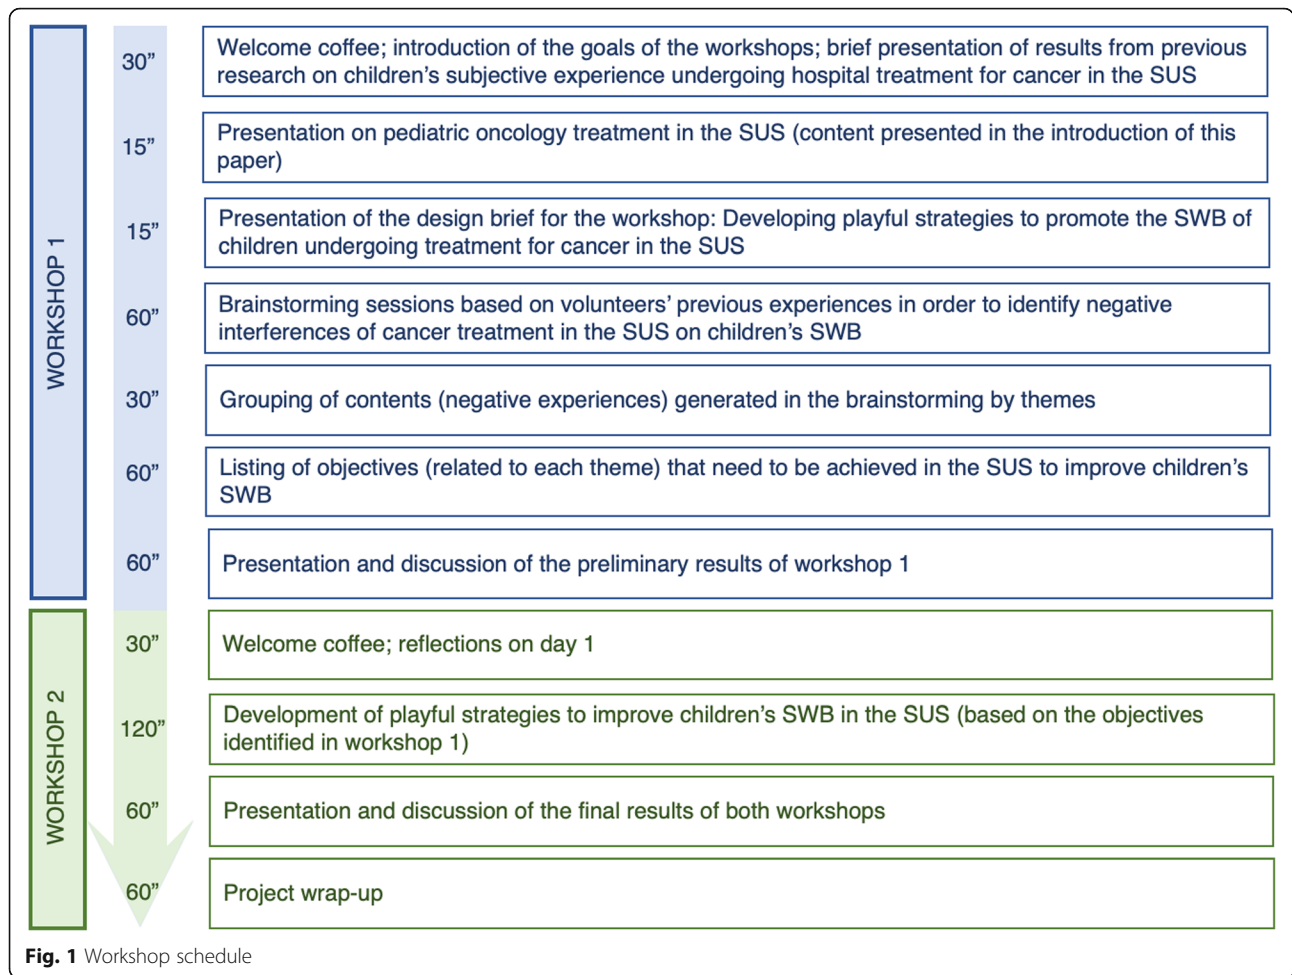 WORKSHOP 1
30”
Welcome coffee; introduction of the goals of the workshops; brief presentation of results from previous
research on children’s subjective experience undergoing hospital treatment for cancer in the SUS
15”
Presentation on pediatric oncology treatment in the SUS (content presented in the introduction of this
paper)
15”
Presentation of the design brief for the workshop: Developing playful strategies to promote the SWB of
children undergoing treatment for cancer in the SUS
60”
Brainstorming sessions based on volunteers’ previous experiences in order to identify negative
interferences of cancer treatment in the SUS on children’s SWB
30”
Grouping of contents (negative experiences) generated in the brainstorming by themes
60”
Listing of objectives (related to each theme) that need to be achieved in the SUS to improve children’s
SWB
60”
Presentation and discussion of the preliminary results of workshop 1
WORKSHOP 2
30”
Welcome coffee; reflections on day 1
120”
Development of playful strategies to improve children’s SWB in the SUS (based on the objectives
identified in workshop 1)
60”
Presentation and discussion of the final results of both workshops
60”
Project wrap-up
Fig. 1 Workshop schedule